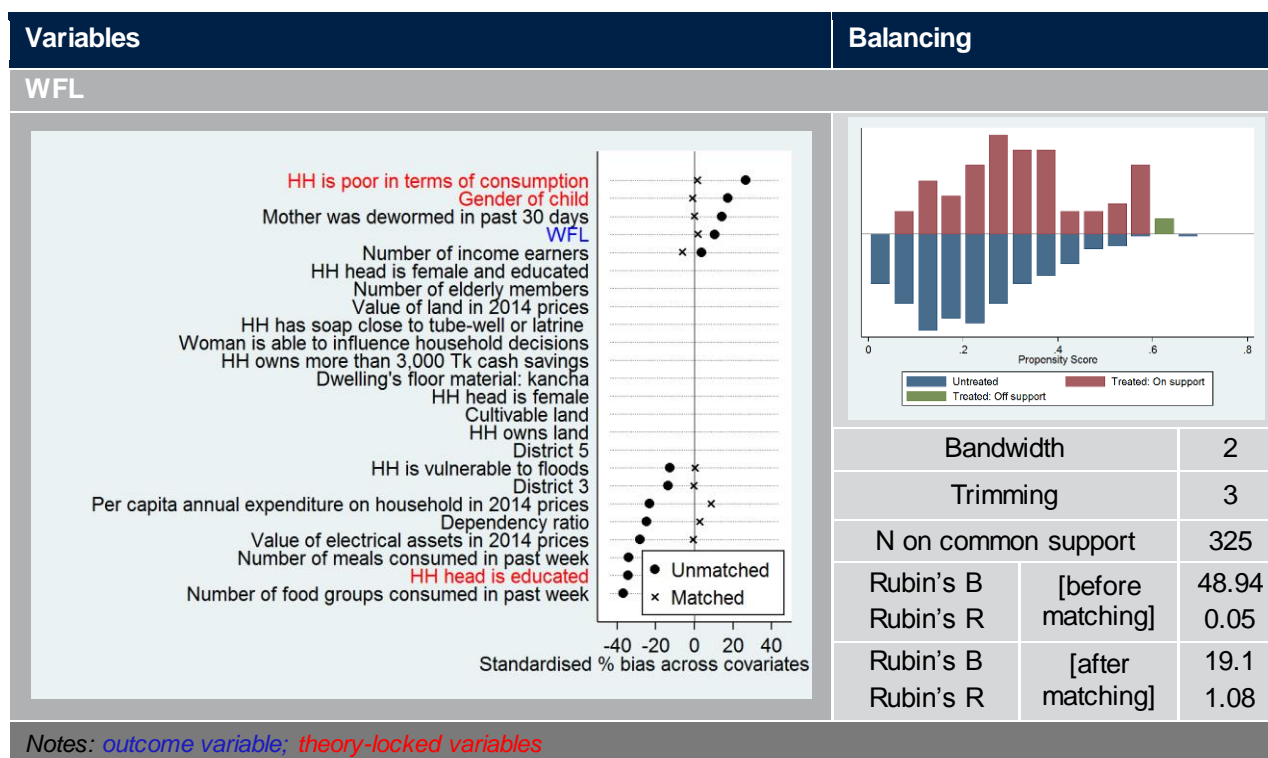 Variables
Balancing
WFL
HH is poor in terms of consumption
Gender of child
Mother was dewormed in past 30 days
WFL
Number of income earners
HH head is female and educated
Number of elderly members
Value of land in 2014 prices
HH has soap close to tube-well or latrine
Woman is able to influence household decisions
HH owns more than 3,000 Tk cash savings
Dwelling's floor material: kancha
HH head is female
Cultivable land
HH owns land
District 5
HH is vulnerable to floods
District 3
Per capita annual expenditure on household in 2014 prices
Dependency ratio
Value of electrical assets in 2014 prices
Number of meals consumed in past week
HH head is educated
Number of food groups consumed in past week
Unmatched
Matched
-40 -20 0 20 40
Standardised % bias across covariates
0 .2 .4 .6 .8
Propensity Score
Untreated Treated: On support
Treated: Off support
Bandwidth 2
Trimming 3
N on common support 325
Rubin's B [before matching] 48.94
Rubin's R 0.05
Rubin's B [after matching] 19.1
Rubin's R 1.08
Notes: outcome variable; theory-locked variables